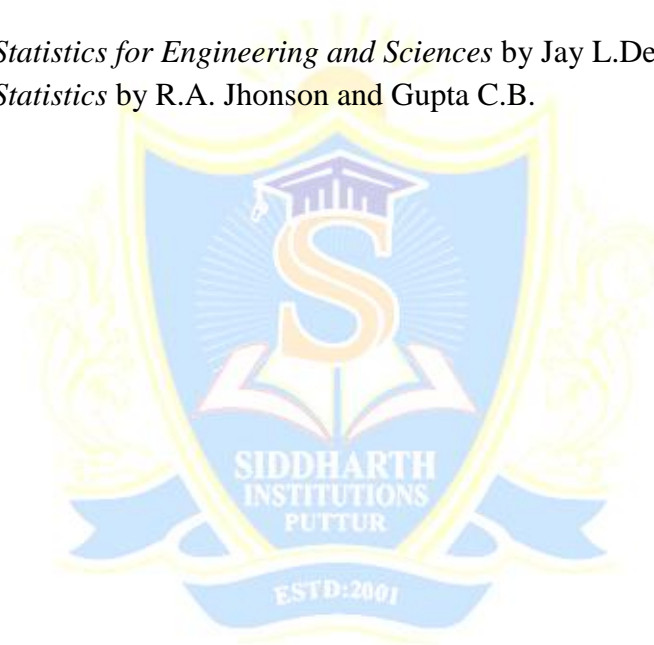 Statistics for Engineering and Sciences by Jay L.De
Statistics by R.A. Jhonson and Gupta C.B.
S
SIDDHARTH
INSTITUTIONS
PUTTUR
ESTD:2001